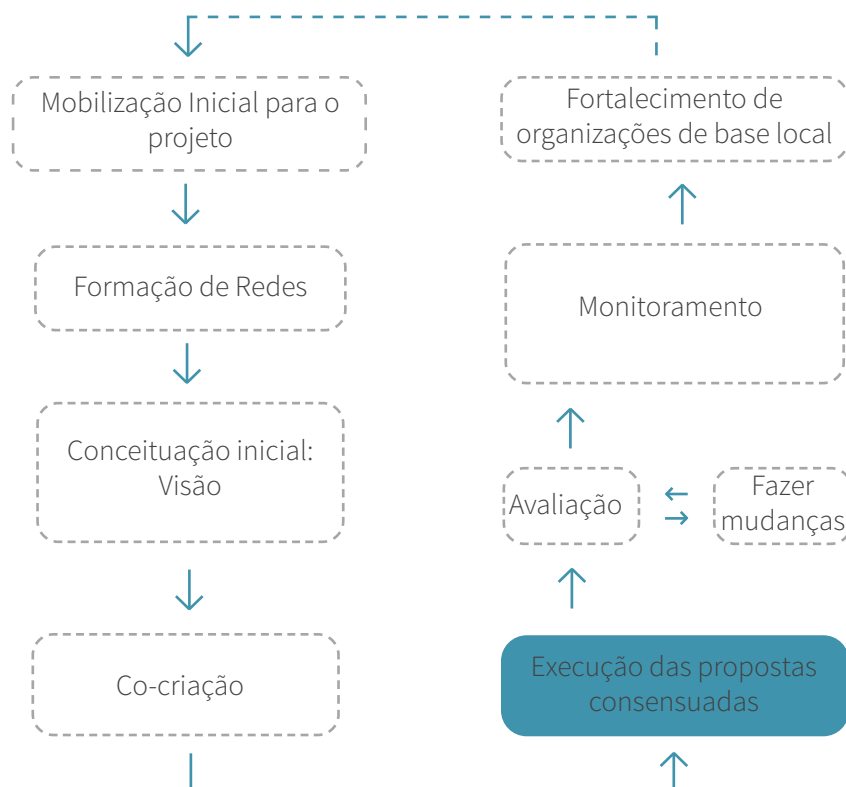 Mobilização Inicial para o
projeto
Formação de Redes
Conceituação inicial:
Visão
Co-criação
Fortalecimento de
organizações de base local
Monitoramento
Avaliação
Fazer
mudanças
Execução das propostas
consensuadas